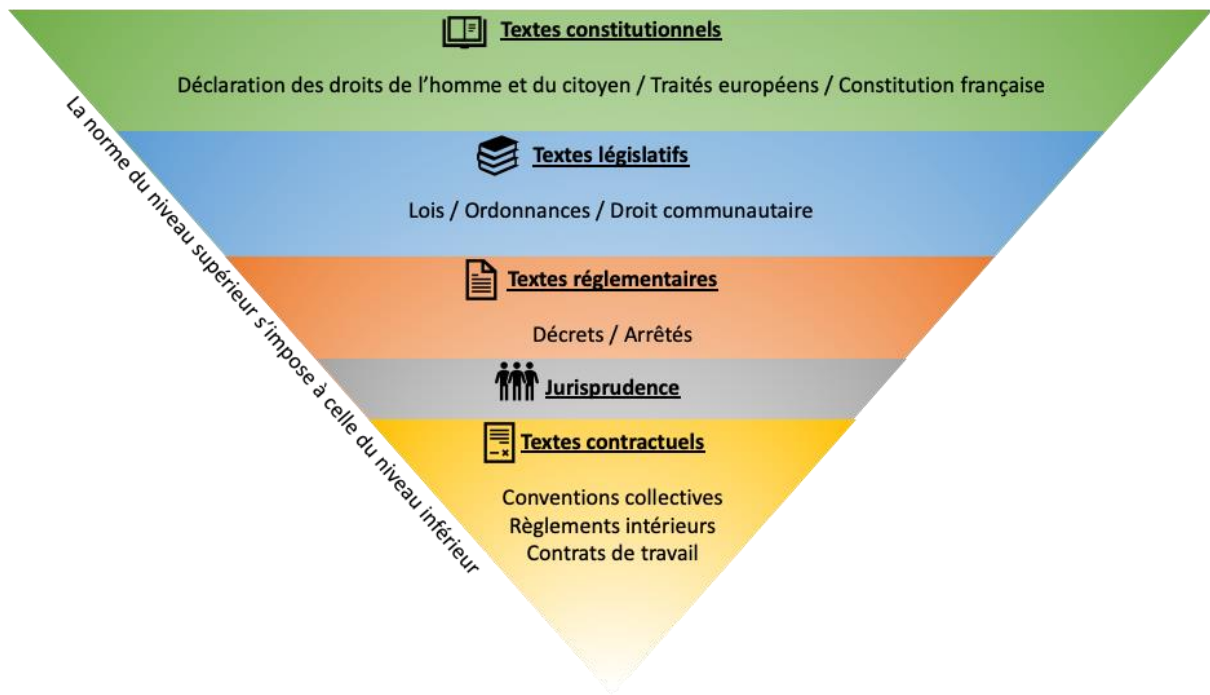 Textes constitutionnels
Déclaration des droits de l’homme et du citoyen / Traités européens / Constitution française
La norme du niveau supérieur s’impose à celle du niveau inférieur
Textes législatifs
Lois / Ordonnances / Droit communautaire
Textes réglementaires
Décrets / Arrêtés
Jurisprudence
Textes contractuels
Conventions collectives
Règlements intérieurs
Contrats de travail